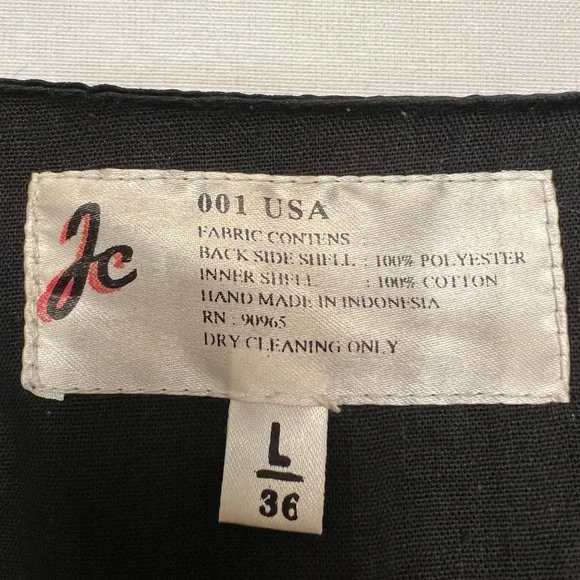 Jc
001 USA
FABRIC CONTENS :
BACK SIDE SHELL : 100% POLYESTER
INNER SHELL : 100% COTTON
HAND MADE IN INDONESIA
RN : 90965
DRY CLEANING ONLY
L
36